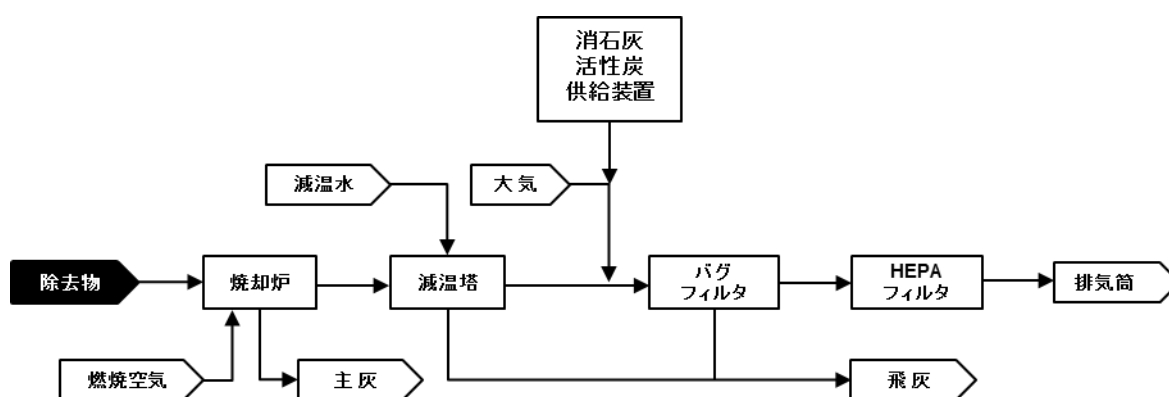 消石灰
活性炭
供給装置
減温水
大気
除去物
焼却炉
減温塔
バグ
フィルタ
HEPA
フィルタ
排気筒
燃焼空気
主灰
飛灰